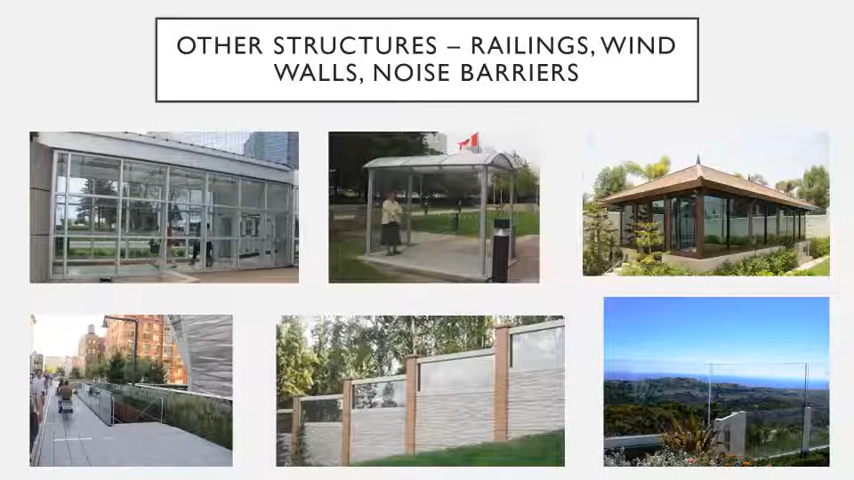 OTHER STRUCTURES – RAILINGS, WIND
WALLS, NOISE BARRIERS